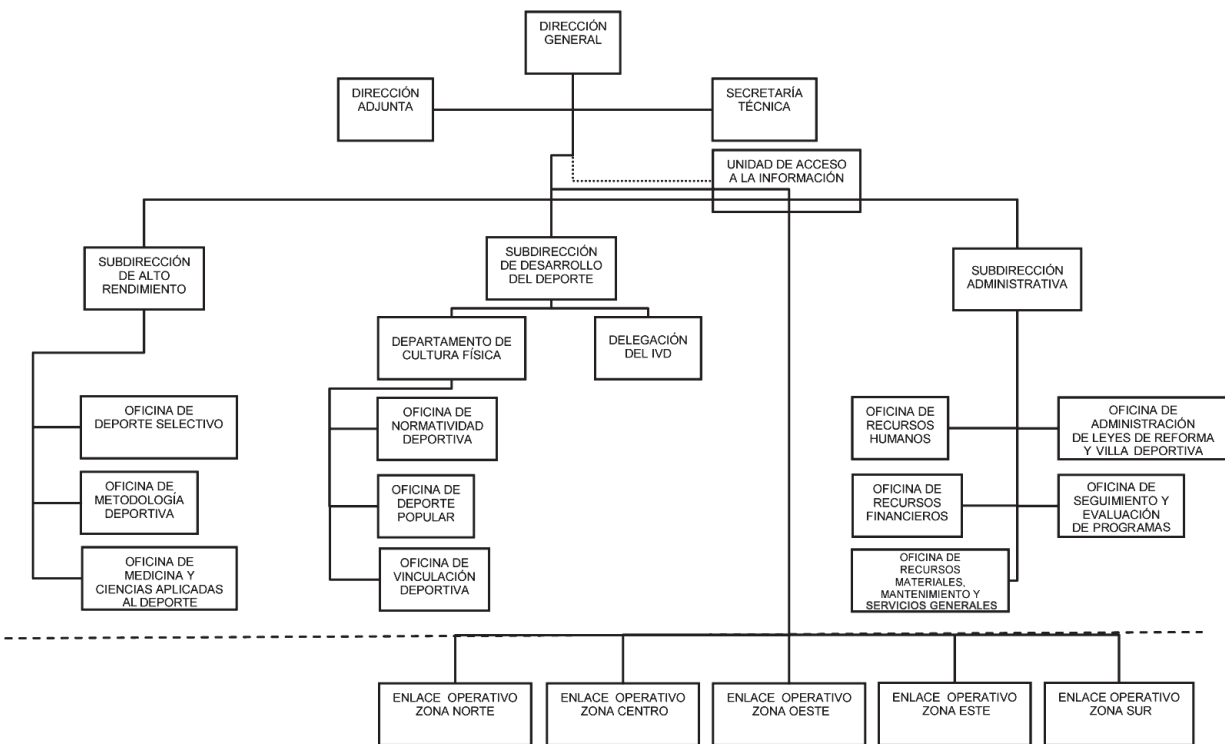 DIRECCIÓN
GENERAL
DIRECCIÓN
ADJUNTA
SECRETARÍA
TÉCNICA
UNIDAD DE ACCESO
A LA INFORMACIÓN
SUBDIRECCIÓN
DE ALTO
RENDIMIENTO
SUBDIRECCIÓN
DE DESARROLLO
DEL DEPORTE
SUBDIRECCIÓN
ADMINISTRATIVA
DEPARTAMENTO DE
CULTURA FÍSICA
DELEGACIÓN
DEL IVD
OFICINA DE
DEPORTE SELECTIVO
OFICINA DE
METODOLOGÍA
DEPORTIVA
OFICINA DE
MEDICINA Y
CIENCIAS APLICADAS
AL DEPORTE
OFICINA DE
NORMATIVIDAD
DEPORTIVA
OFICINA DE
DEPORTE
POPULAR
OFICINA DE
VINCULACIÓN
DEPORTIVA
OFICINA DE
RECURSOS
HUMANOS
OFICINA DE
ADMINISTRACIÓN
DE LEYES DE REFORMA
Y VILLA DEPORTIVA
OFICINA DE
RECURSOS
FINANCIEROS
OFICINA DE
SEGUIMIENTO Y
EVALUACIÓN
DE PROGRAMAS
OFICINA DE
RECURSOS
MATERIALES,
MANTENIMIENTO Y
SERVICIOS GENERALES
ENLACE OPERATIVO
ZONA NORTE
ENLACE OPERATIVO
ZONA CENTRO
ENLACE OPERATIVO
ZONA OESTE
ENLACE OPERATIVO
ZONA ESTE
ENLACE OPERATIVO
ZONA SUR